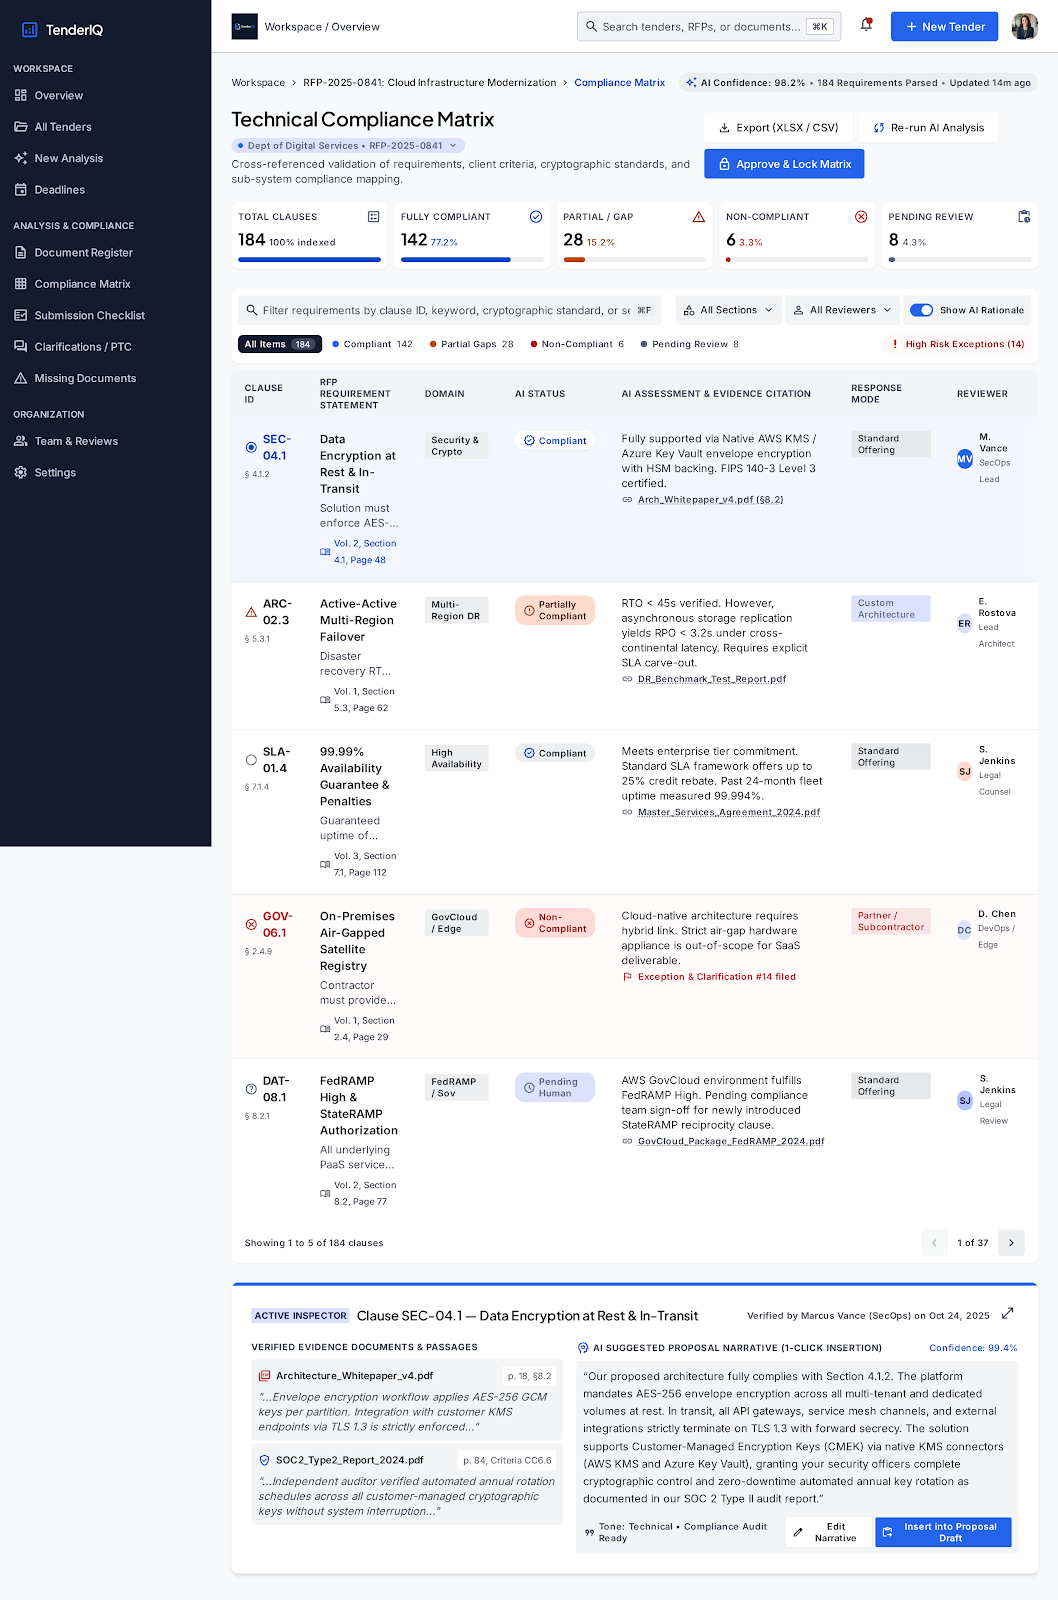 TenderIQ
WORKSPACE
Overview
All Tenders
New Analysis
Deadlines
ANALYSIS & COMPLIANCE
Document Register
Compliance Matrix
Submission Checklist
Clarifications / PTC
Missing Documents
ORGANIZATION
Team & Reviews
Settings
Workspace / Overview
Search tenders, RFPs, or documents... ⌘K
New Tender
Workspace > RFP-2025-0841: Cloud Infrastructure Modernization > Compliance Matrix
AI Confidence: 98.2% • 184 Requirements Parsed • Updated 14m ago
Technical Compliance Matrix
Dept of Digital Services • RFP-2025-0841
Cross-referenced validation of requirements, client criteria, cryptographic standards, and
sub-system compliance mapping.
Export (XLSX / CSV)
Re-run AI Analysis
Approve & Lock Matrix
TOTAL CLAUSES
184 100% indexed
FULLY COMPLIANT
142 77.2%
PARTIAL / GAP
28 15.2%
NON-COMPLIANT
6 3.3%
PENDING REVIEW
8 4.3%
Filter requirements by clause ID, keyword, cryptographic standard, or se ⌘F
All Sections
All Reviewers
Show AI Rationale
All Items 184
Compliant 142
Partial Gaps 28
Non-Compliant 6
Pending Review 8
! High Risk Exceptions (14)
CLAUSE
ID
RFP
REQUIREMENT
STATEMENT
DOMAIN
AI STATUS
AI ASSESSMENT & EVIDENCE CITATION
RESPONSE
MODE
REVIEWER
SEC-
04.1
§ 4.1.2
Data
Encryption at
Rest & In-
Transit
Solution must
enforce AES-...
Vol. 2, Section
4.1, Page 48
Security &
Crypto
Compliant
Fully supported via Native AWS KMS /
Azure Key Vault envelope encryption
with HSM backing. FIPS 140-3 Level 3
certified.
Arch_Whitepaper_v4.pdf (§8.2)
Standard
Offering
MV
M.
Vance
SecOps
Lead
ARC-
02.3
§ 5.3.1
Active-Active
Multi-Region
Failover
Disaster
recovery RT...
Vol. 1, Section
5.3, Page 62
Multi-
Region DR
Partially
Compliant
RTO < 45s verified. However,
asynchronous storage replication
yields RPO < 3.2s under cross-
continental latency. Requires explicit
SLA carve-out.
DR_Benchmark_Test_Report.pdf
Custom
Architecture
ER
E.
Rostova
Lead
Architect
SLA-
01.4
§ 7.1.4
99.99%
Availability
Guarantee &
Penalties
Guaranteed
uptime of...
Vol. 3, Section
7.1, Page 112
High
Availability
Compliant
Meets enterprise tier commitment.
Standard SLA framework offers up to
25% credit rebate. Past 24-month fleet
uptime measured 99.994%.
Master_Services_Agreement_2024.pdf
Standard
Offering
SJ
S.
Jenkins
Legal
Counsel
GOV-
06.1
§ 2.4.9
On-Premises
Air-Gapped
Satellite
Registry
Contractor
must provide...
Vol. 1, Section
2.4, Page 29
GovCloud
/ Edge
Non-
Compliant
Cloud-native architecture requires
hybrid link. Strict air-gap hardware
appliance is out-of-scope for SaaS
deliverable.
Exception & Clarification #14 filed
Partner /
Subcontractor
DC
D. Chen
DevOps /
Edge
DAT-
08.1
§ 8.2.1
FedRAMP
High &
StateRAMP
Authorization
All underlying
PaaS service...
Vol. 2, Section
8.2, Page 77
FedRAMP
/ Sov
Pending
Human
AWS GovCloud environment fulfills
FedRAMP High. Pending compliance
team sign-off for newly introduced
StateRAMP reciprocity clause.
GovCloud_Package_FedRAMP_2024.pdf
Standard
Offering
SJ
S.
Jenkins
Legal
Review
Showing 1 to 5 of 184 clauses
1 of 37
ACTIVE INSPECTOR
Clause SEC-04.1 — Data Encryption at Rest & In-Transit
Verified by Marcus Vance (SecOps) on Oct 24, 2025
VERIFIED EVIDENCE DOCUMENTS & PASSAGES
Architecture_Whitepaper_v4.pdf
p. 18, §8.2
"...Envelope encryption workflow applies AES-256 GCM
keys per partition. Integration with customer KMS
endpoints via TLS 1.3 is strictly enforced..."
SOC2_Type2_Report_2024.pdf
p. 84, Criteria CC6.6
"...Independent auditor verified automated annual rotation
schedules across all customer-managed cryptographic
keys without system interruption..."
AI SUGGESTED PROPOSAL NARRATIVE (1-CLICK INSERTION)
Confidence: 99.4%
“Our proposed architecture fully complies with Section 4.1.2. The platform
mandates AES-256 envelope encryption across all multi-tenant and dedicated
volumes at rest. In transit, all API gateways, service mesh channels, and external
integrations strictly terminate on TLS 1.3 with forward secrecy. The solution
supports Customer-Managed Encryption Keys (CMEK) via native KMS connectors
(AWS KMS and Azure Key Vault), granting your security officers complete
cryptographic control and zero-downtime automated annual key rotation as
documented in our SOC 2 Type II audit report.”
Tone: Technical • Compliance Audit
Ready
Edit
Narrative
Insert into Proposal
Draft